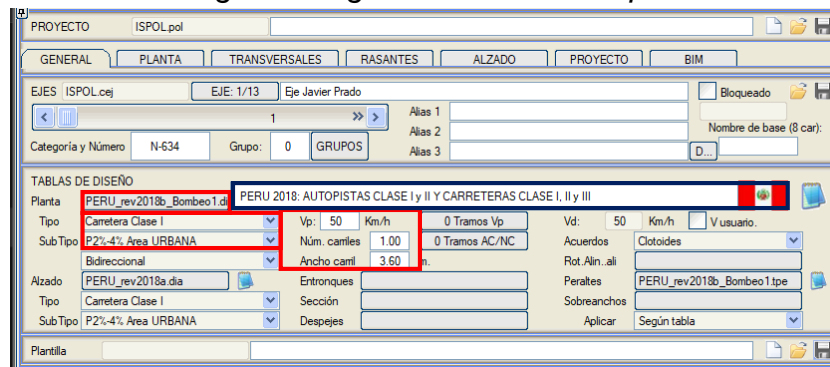 PROYECTO ISPOL.pol
GENERAL PLANTA TRANSVERSALES RASANTES ALZADO PROYECTO BIM
EJES ISPOL.cej EJE: 1/13 Eje Javier Prado Bloqueado
1 Alias 1
Alias 2 Nombre de base (8 car):
Categoría y Número N-634 Grupo: 0 GRUPOS Alias 3 D...
TABLAS DE DISEÑO
Planta PERU_rev2018b_Bombeo1.di PERU 2018: AUTOPISTAS CLASE I y II Y CARRETERAS CLASE I, II y III
Tipo Carretera Clase I Vp: 50 Km/h 0 Tramos Vp Vd: 50 Km/h V usuario.
SubTipo P2%-4% Area URBANA Núm. carriles 1.00 0 Tramos AC/NC Acuerdos Clotoides
Bidireccional Ancho carril 3.60 m. Rot.Alin..ali
Alzado PERU_rev2018a.dia Entronques Peraltes PERU_rev2018b_Bombeo1.tpe
Tipo Carretera Clase I Sección Sobreanchos
SubTipo P2%-4% Area URBANA Despejes Aplicar Según tabla
Plantilla